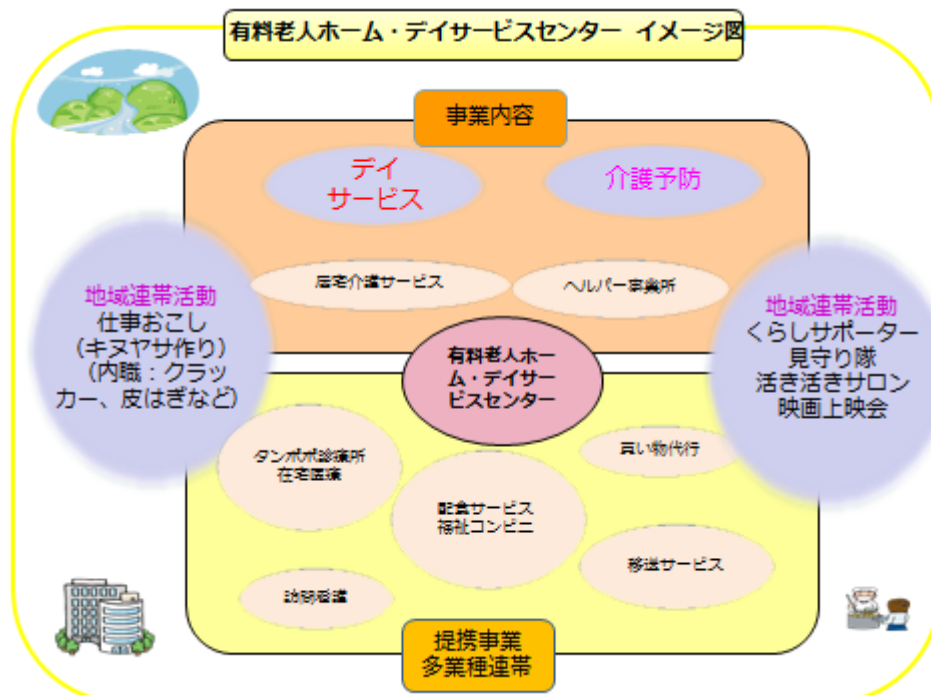 有料老人ホーム・デイサービスセンター イメージ図
事業内容
デイ
サービス
介護予防
居宅介護サービス
ヘルパー事業所
地域連帯活動
仕事おこし
（キヌヤサ作り）
（内職：クラッ
カー、皮はぎなど）
有料老人ホー
ム・デイサー
ビスセンター
地域連帯活動
くらしサポーター
見守り隊
活き活きサロン
映画上映会
タンポポ診療所
在宅医療
買い物代行
配食サービス
福祉コンビニ
移送サービス
訪問看護
提携事業
多業種連帯